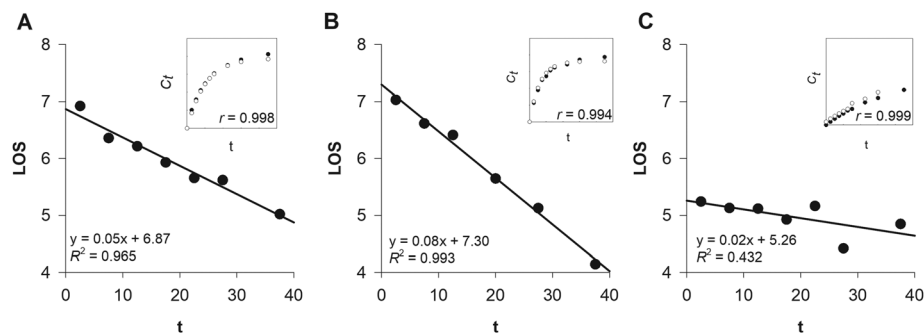 A
LOS
8
7
6
5
4
0
10
20
30
40
t
Ct
r = 0.998
t
y = 0.05x + 6.87
R² = 0.965
B
LOS
8
7
6
5
4
0
10
20
30
40
t
Ct
r = 0.994
t
y = 0.08x + 7.30
R² = 0.993
C
LOS
8
7
6
5
4
0
10
20
30
40
t
Ct
r = 0.999
t
y = 0.02x + 5.26
R² = 0.432